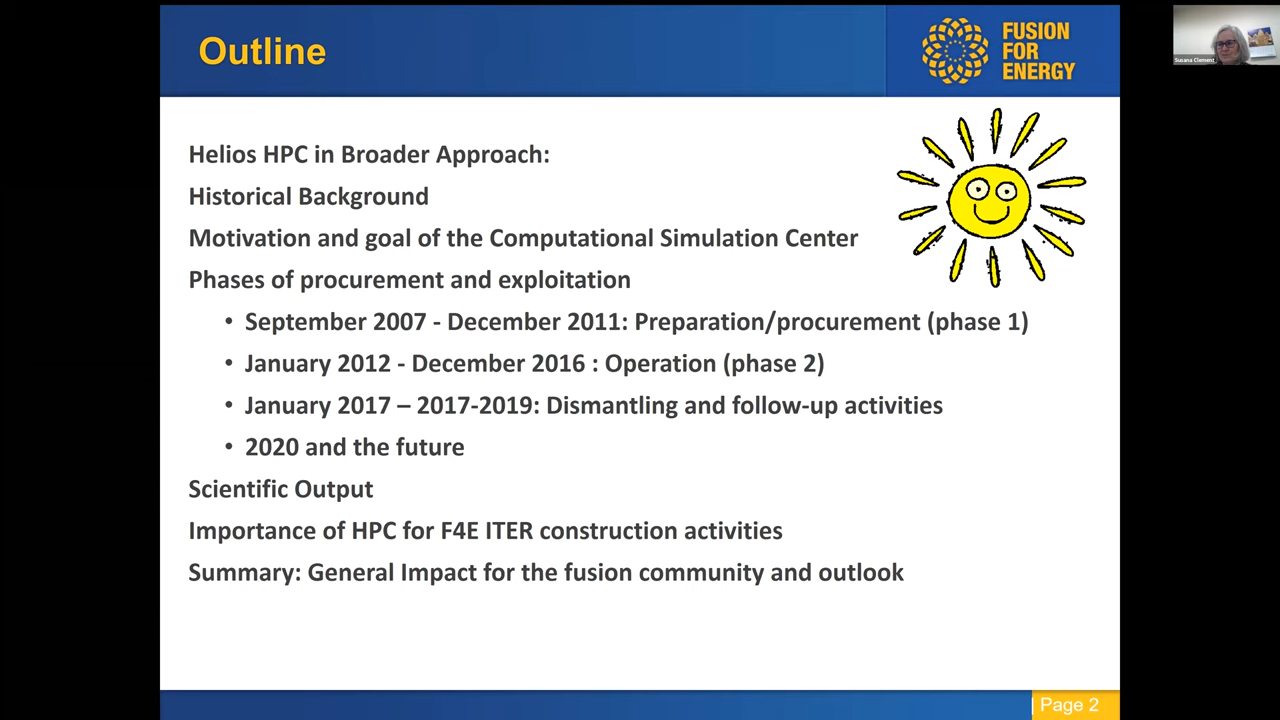 Outline
FUSION
FOR
ENERGY
Susana Clement
Helios HPC in Broader Approach:
Historical Background
Motivation and goal of the Computational Simulation Center
Phases of procurement and exploitation
• September 2007 - December 2011: Preparation/procurement (phase 1)
• January 2012 - December 2016 : Operation (phase 2)
• January 2017 – 2017-2019: Dismantling and follow-up activities
• 2020 and the future
Scientific Output
Importance of HPC for F4E ITER construction activities
Summary: General Impact for the fusion community and outlook
Page 2